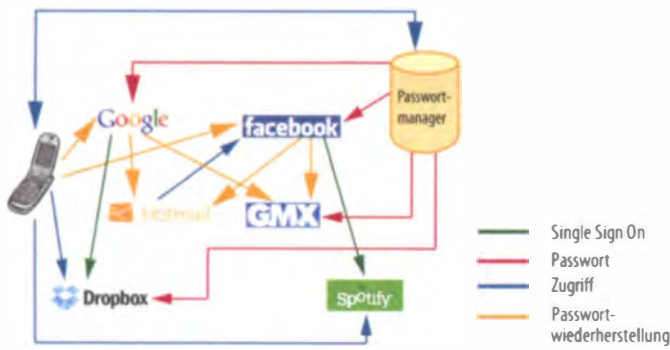 Google
facebook
Passwort-
manager
Hotmail
GMX
Dropbox
Spotify
Single Sign On
Passwort
Zugriff
Passwort-
wiederherstellung